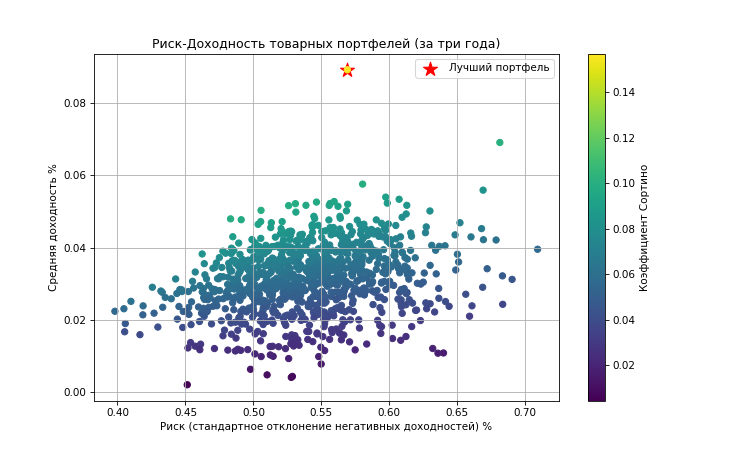 Риск-Доходность товарных портфелей (за три года)
Лучший портфель
Средняя доходность %
0.08
0.06
0.04
0.02
0.00
0.40 0.45 0.50 0.55 0.60 0.65 0.70
Риск (стандартное отклонение негативных доходностей) %
0.14
0.12
0.10
0.08
0.06
0.04
0.02
Коэффициент Сортино